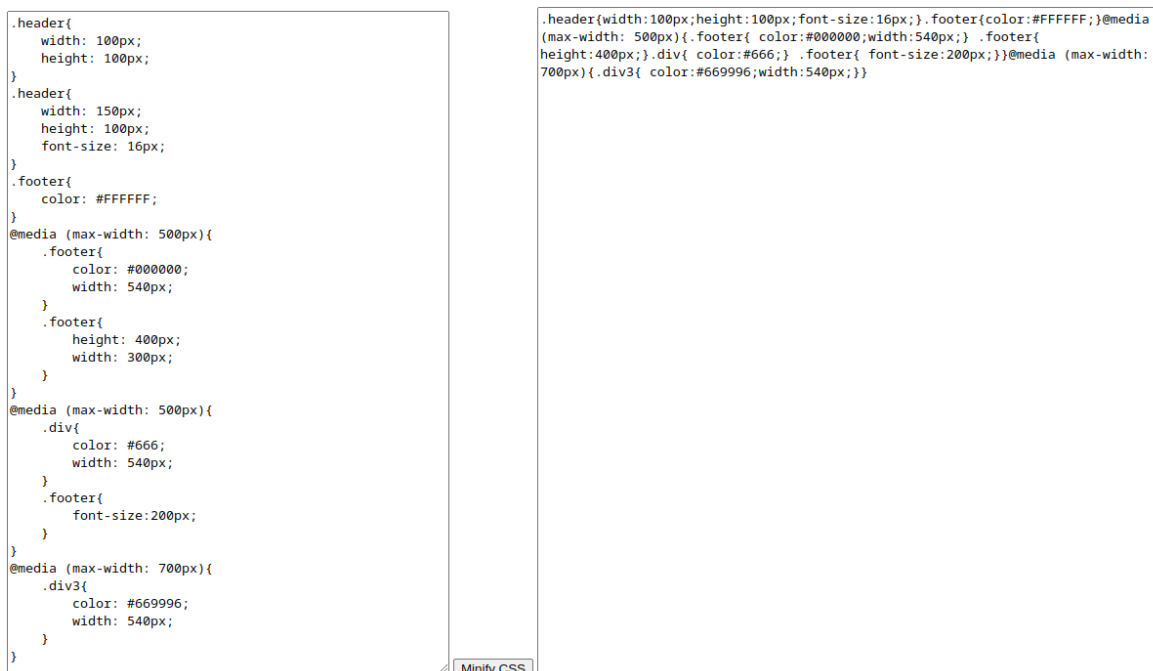 .header{
    width: 100px;
    height: 100px;
}
.header{
    width: 150px;
    height: 100px;
    font-size: 16px;
}
.footer{
    color: #FFFFFF;
}
@media (max-width: 500px){
    .footer{
        color: #000000;
        width: 540px;
    }
    .footer{
        height: 400px;
        width: 300px;
    }
}
@media (max-width: 500px){
    .div{
        color: #666;
        width: 540px;
    }
    .footer{
        font-size:200px;
    }
}
@media (max-width: 700px){
    .div3{
        color: #669996;
        width: 540px;
    }
}
Minify CSS
.header{width:100px;height:100px;font-size:16px;}.footer{color:#FFFFFF;}@media
(max-width: 500px){.footer{ color:#000000;width:540px;} .footer{
height:400px;}.div{ color:#666;} .footer{ font-size:200px;}}@media (max-width:
700px){.div3{ color:#669996;width:540px;}}